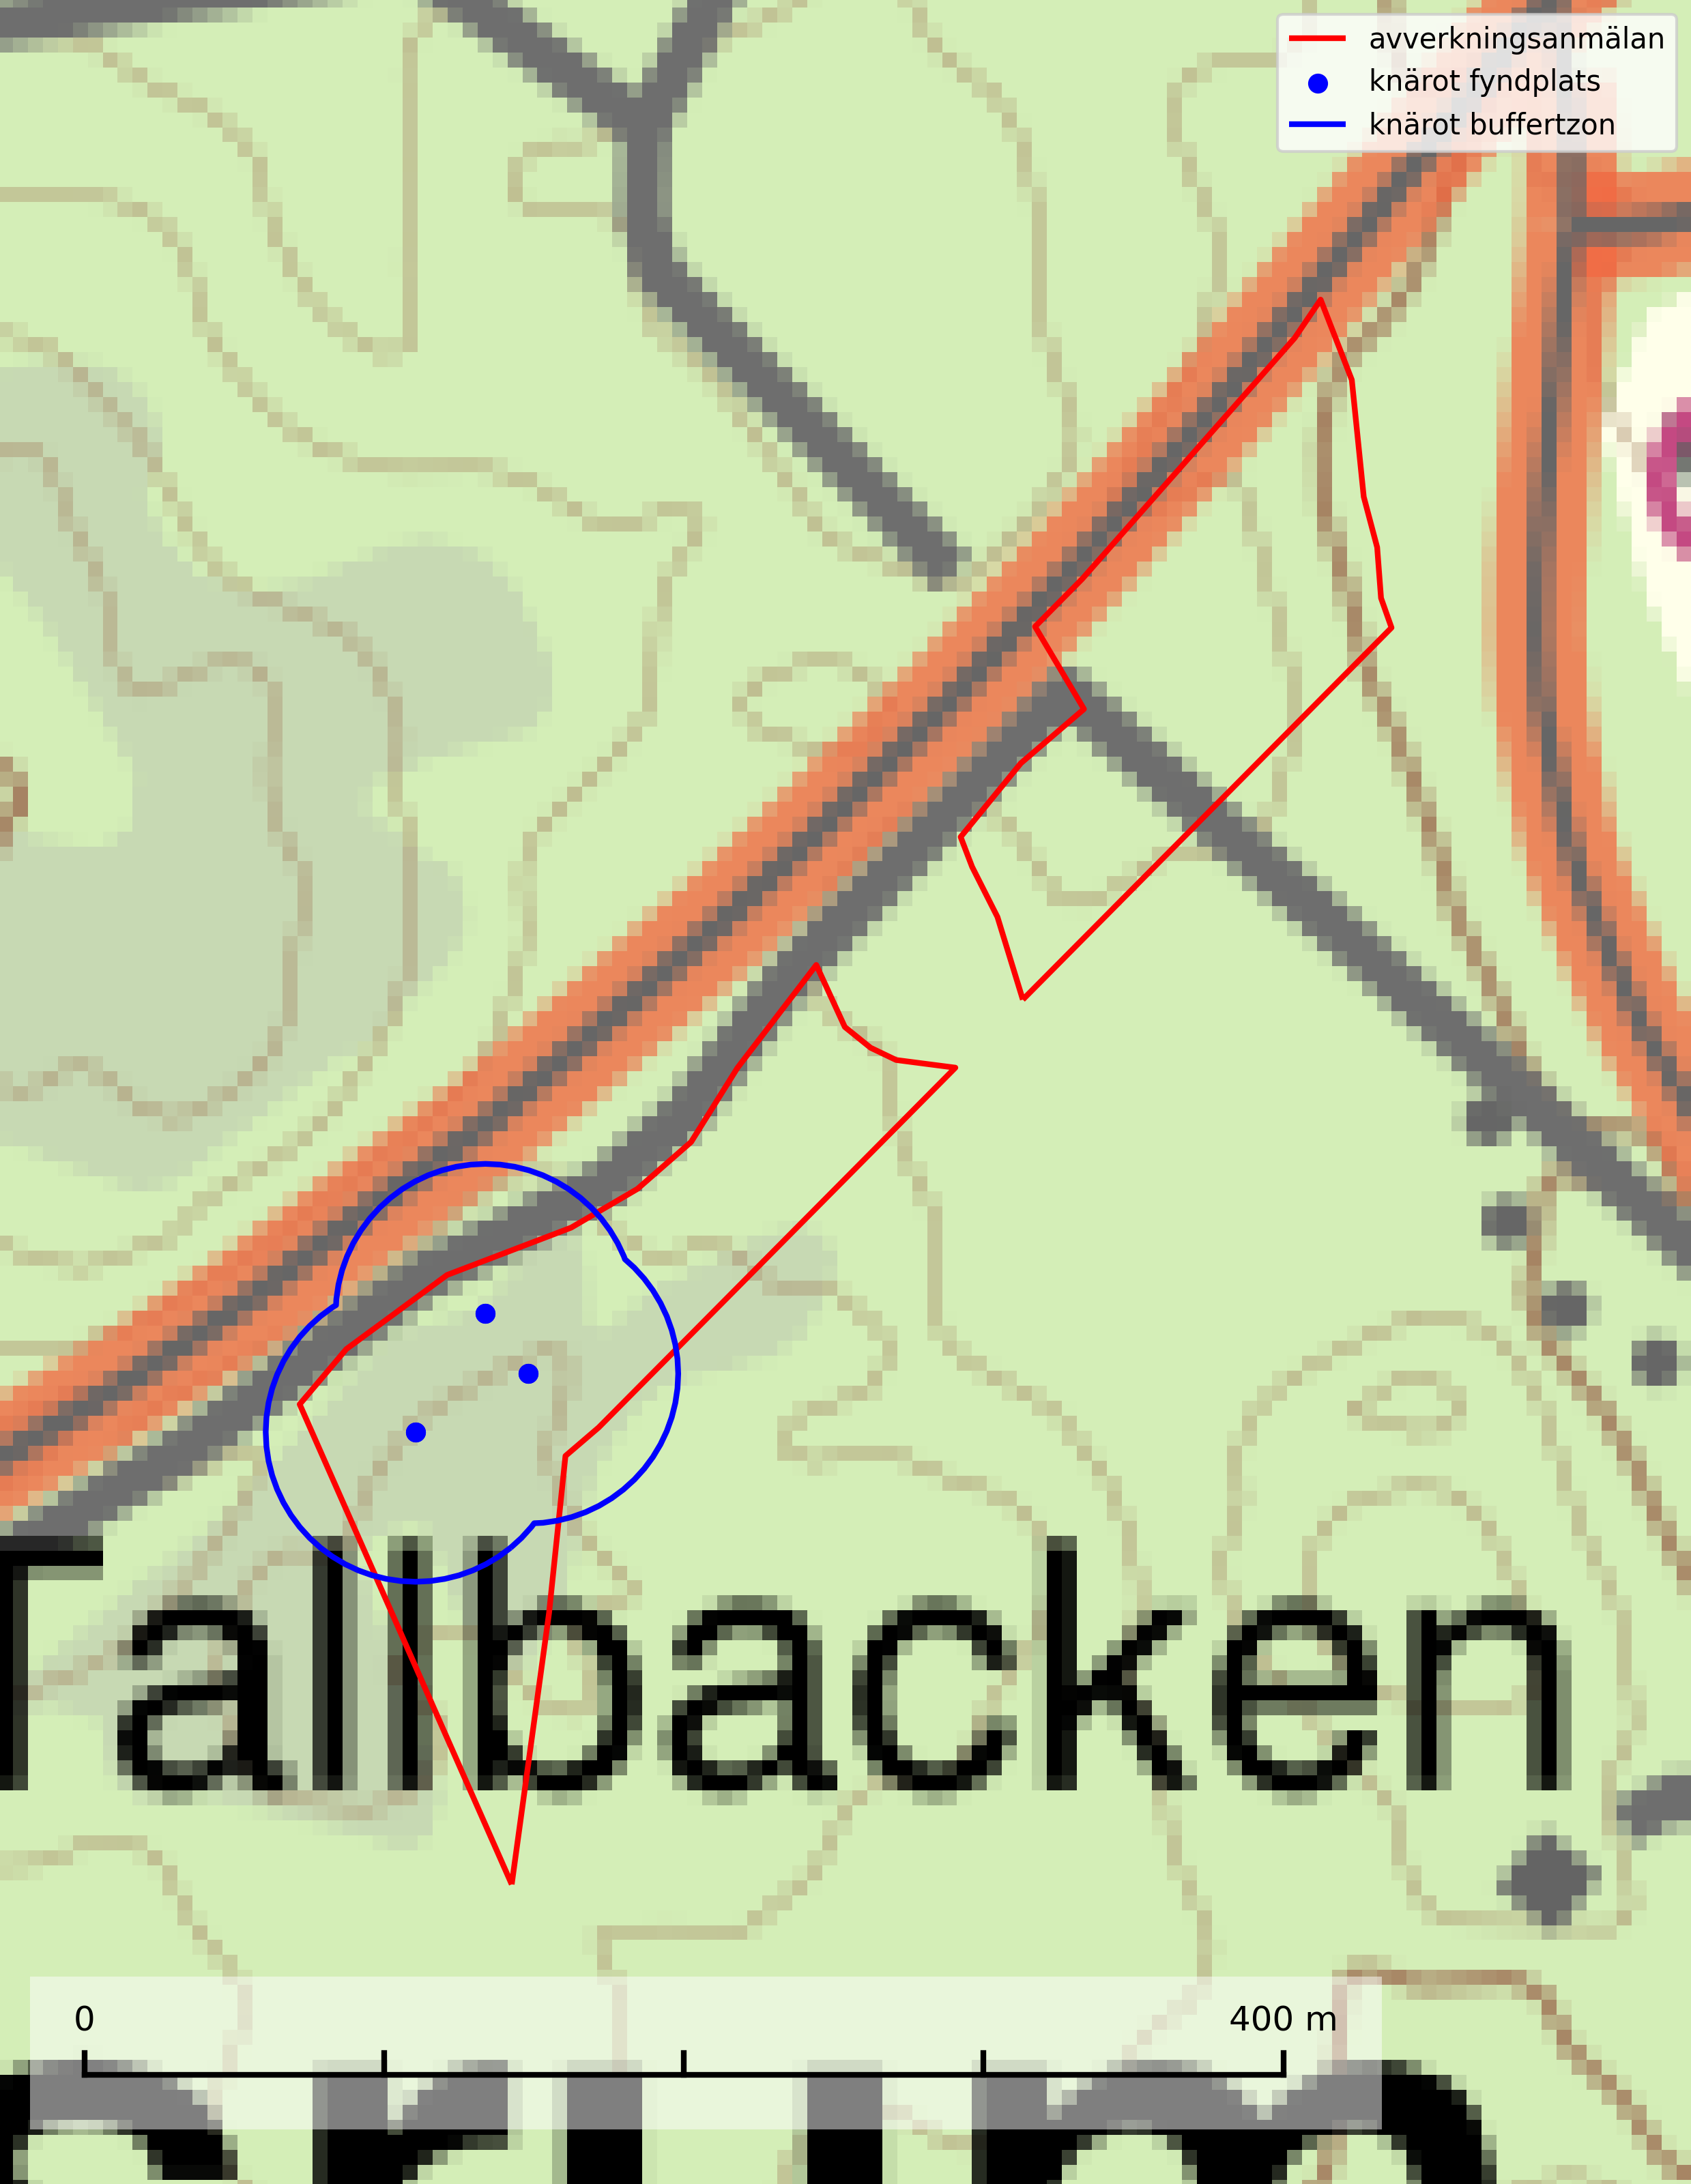 avverkningsanmälan
knärot fyndplats
knärot buffertzon
Tallbacken
0 400 m